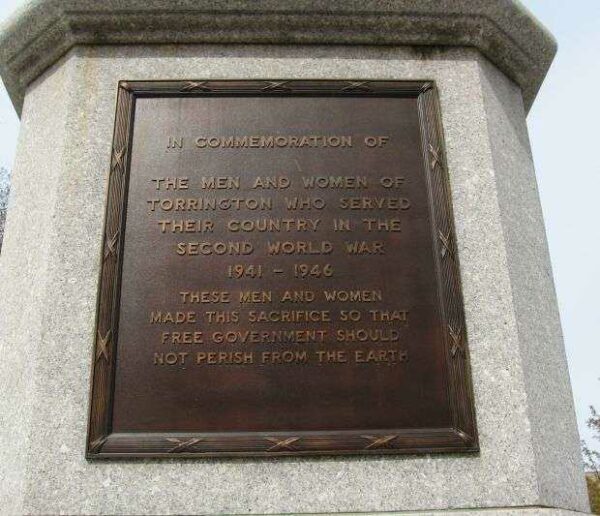 IN COMMEMORATION OF
THE MEN AND WOMEN OF
TORRINGTON WHO SERVED
THEIR COUNTRY IN THE
SECOND WORLD WAR
1941 - 1946
THESE MEN AND WOMEN
MADE THIS SACRIFICE SO THAT
FREE GOVERNMENT SHOULD
NOT PERISH FROM THE EARTH